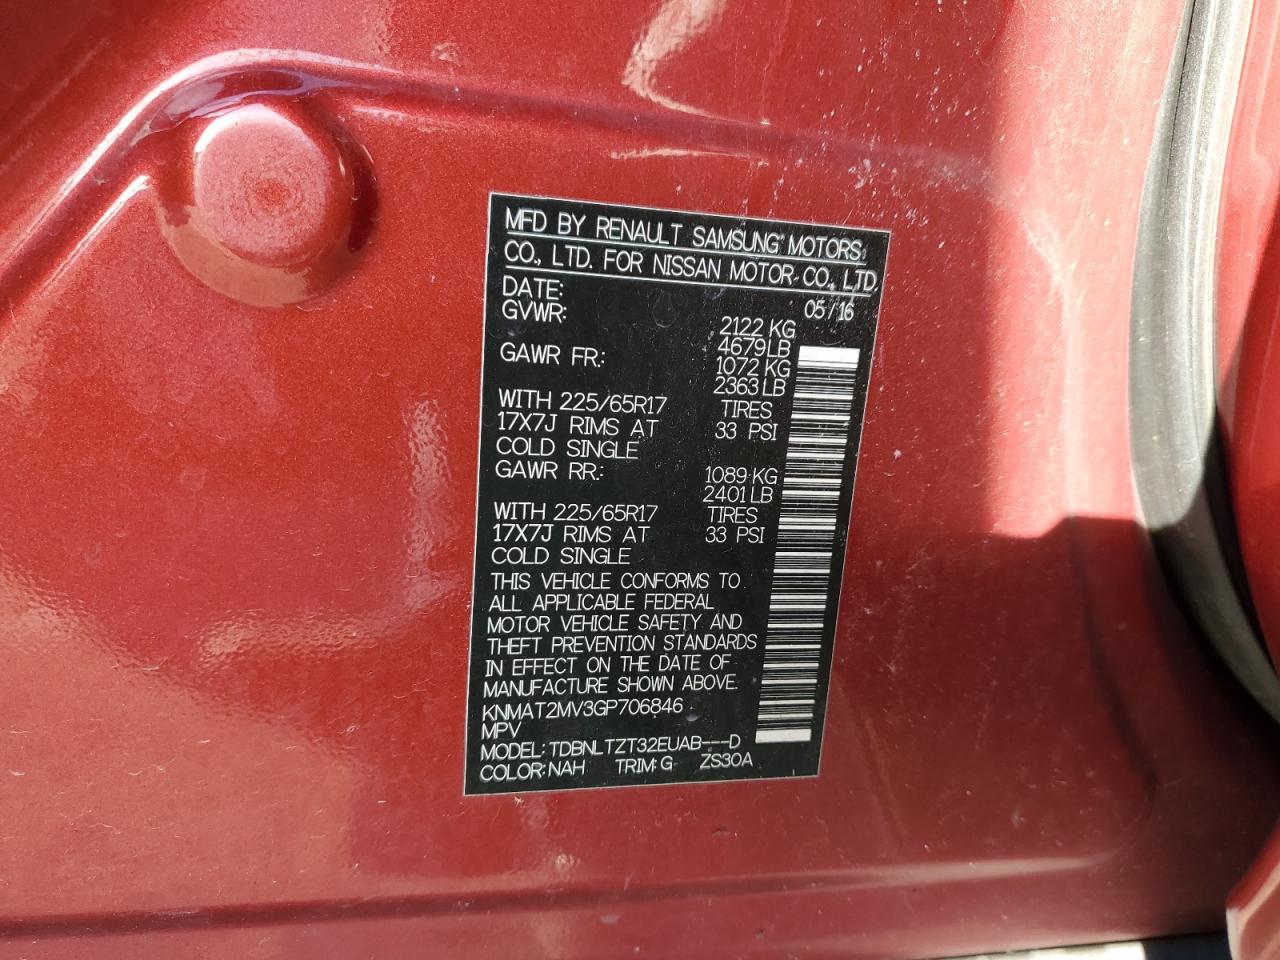 MFD BY RENAULT SAMSUNG MOTORS
CO., LTD. FOR NISSAN MOTOR CO., LTD.
DATE: 05/16
GVWR: 2122 KG
4679 LB
GAWR FR.: 1072 KG
2363 LB
WITH 225/65R17 TIRES
17X7J RIMS AT 33 PSI
COLD SINGLE
GAWR RR.: 1089 KG
2401 LB
WITH 225/65R17 TIRES
17X7J RIMS AT 33 PSI
COLD SINGLE
THIS VEHICLE CONFORMS TO
ALL APPLICABLE FEDERAL
MOTOR VEHICLE SAFETY AND
THEFT PREVENTION STANDARDS
IN EFFECT ON THE DATE OF
MANUFACTURE SHOWN ABOVE.
KNMAT2MV3GP706846
MPV
MODEL: TDBNLTZT32EUAB---D
COLOR: NAH TRIM: G ZS30A